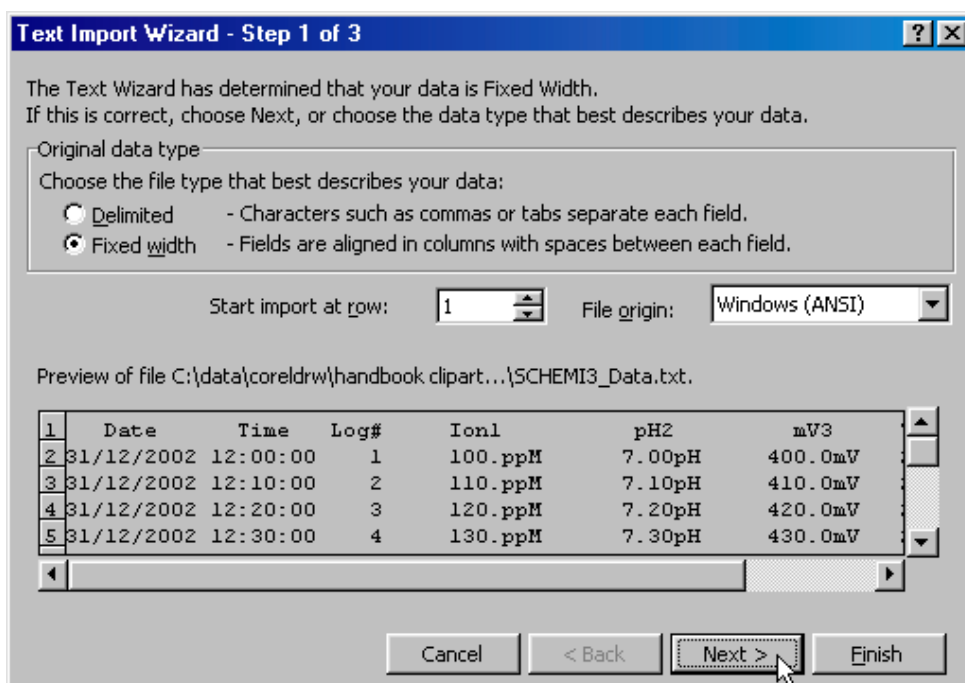 Text Import Wizard - Step 1 of 3
The Text Wizard has determined that your data is Fixed Width.
If this is correct, choose Next, or choose the data type that best describes your data.
Original data type
Choose the file type that best describes your data:
Delimited - Characters such as commas or tabs separate each field.
Fixed width - Fields are aligned in columns with spaces between each field.
Start import at row: 1 File origin: Windows (ANSI)
Preview of file C:\data\coreldrw\handbook clipart...\SCHEMI3_Data.txt.
1 Date Time Log# Ion1 pH2 mV3
2 31/12/2002 12:00:00 1 100.ppM 7.00pH 400.0mV
3 31/12/2002 12:10:00 2 110.ppM 7.10pH 410.0mV
4 31/12/2002 12:20:00 3 120.ppM 7.20pH 420.0mV
5 31/12/2002 12:30:00 4 130.ppM 7.30pH 430.0mV
Cancel < Back Next > Finish